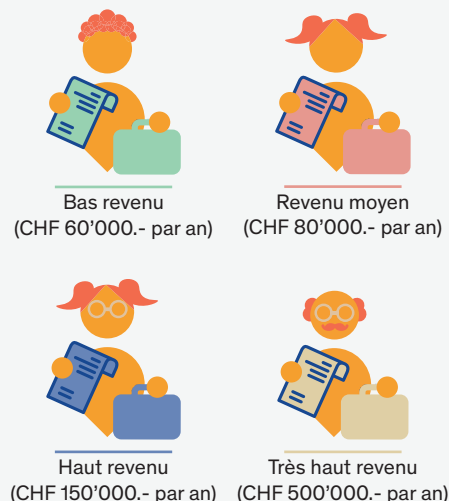 Bas revenu
(CHF 60’000.- par an)
Revenu moyen
(CHF 80’000.- par an)
Haut revenu
(CHF 150’000.- par an)
Très haut revenu
(CHF 500’000.- par an)